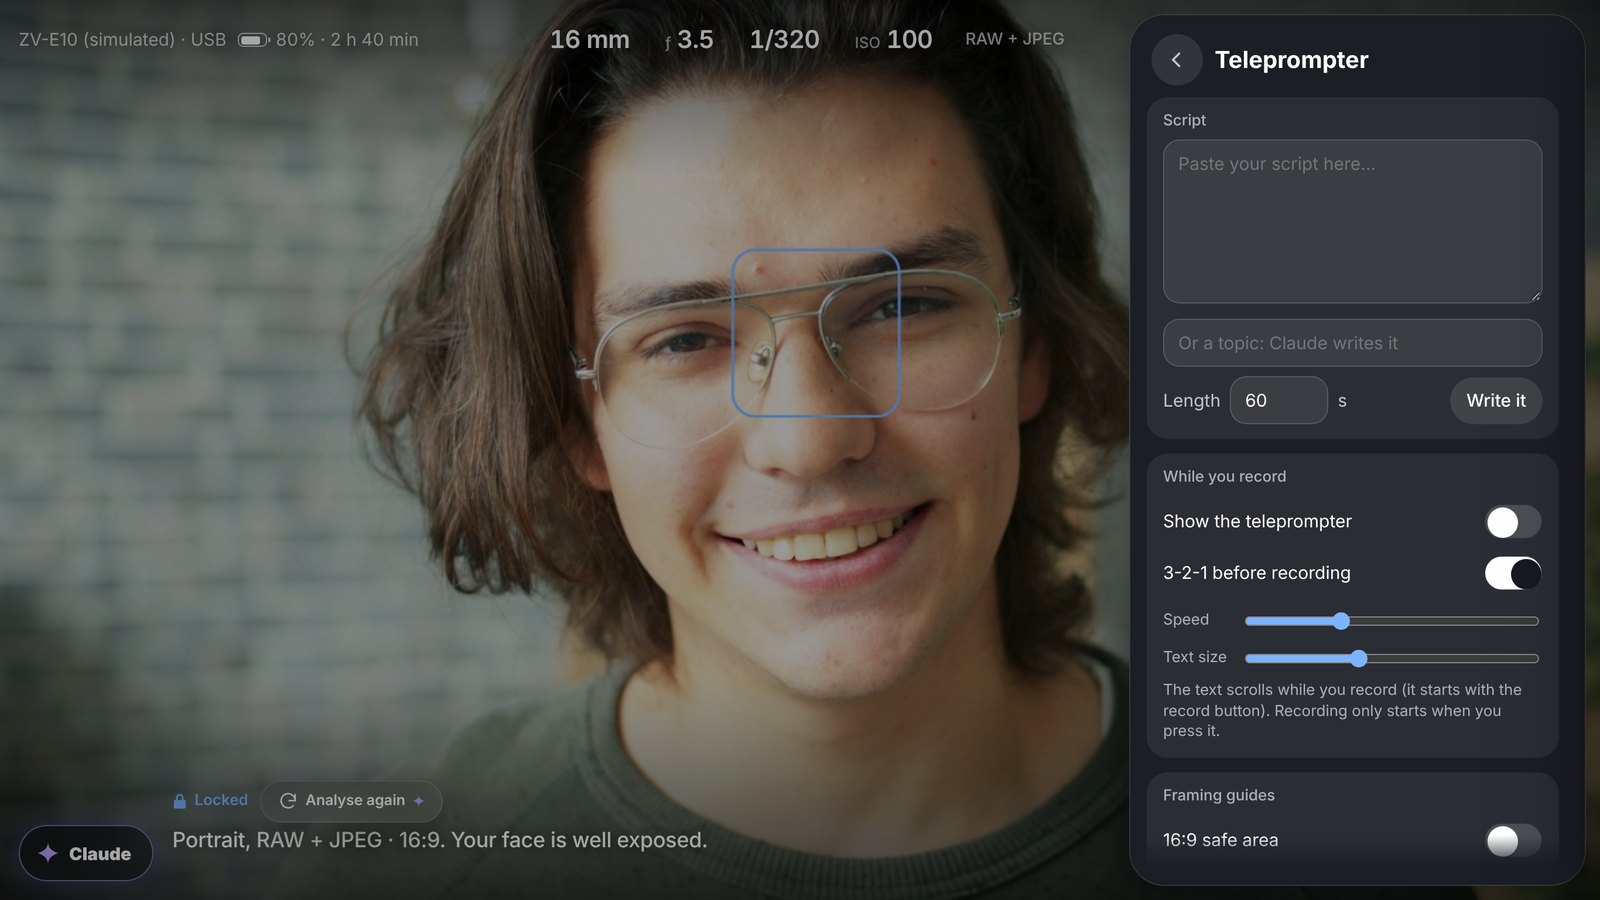 ZV-E10 (simulated) · USB 80% · 2 h 40 min
16 mm ƒ 3.5 1/320 ISO 100 RAW + JPEG
Teleprompter
Script
Paste your script here...
Or a topic: Claude writes it
Length 60 s Write it
While you record
Show the teleprompter
3-2-1 before recording
Speed
Text size
The text scrolls while you record (it starts with the
record button). Recording only starts when you
press it.
Framing guides
16:9 safe area
Locked Analyse again
Portrait, RAW + JPEG · 16:9. Your face is well exposed.
Claude